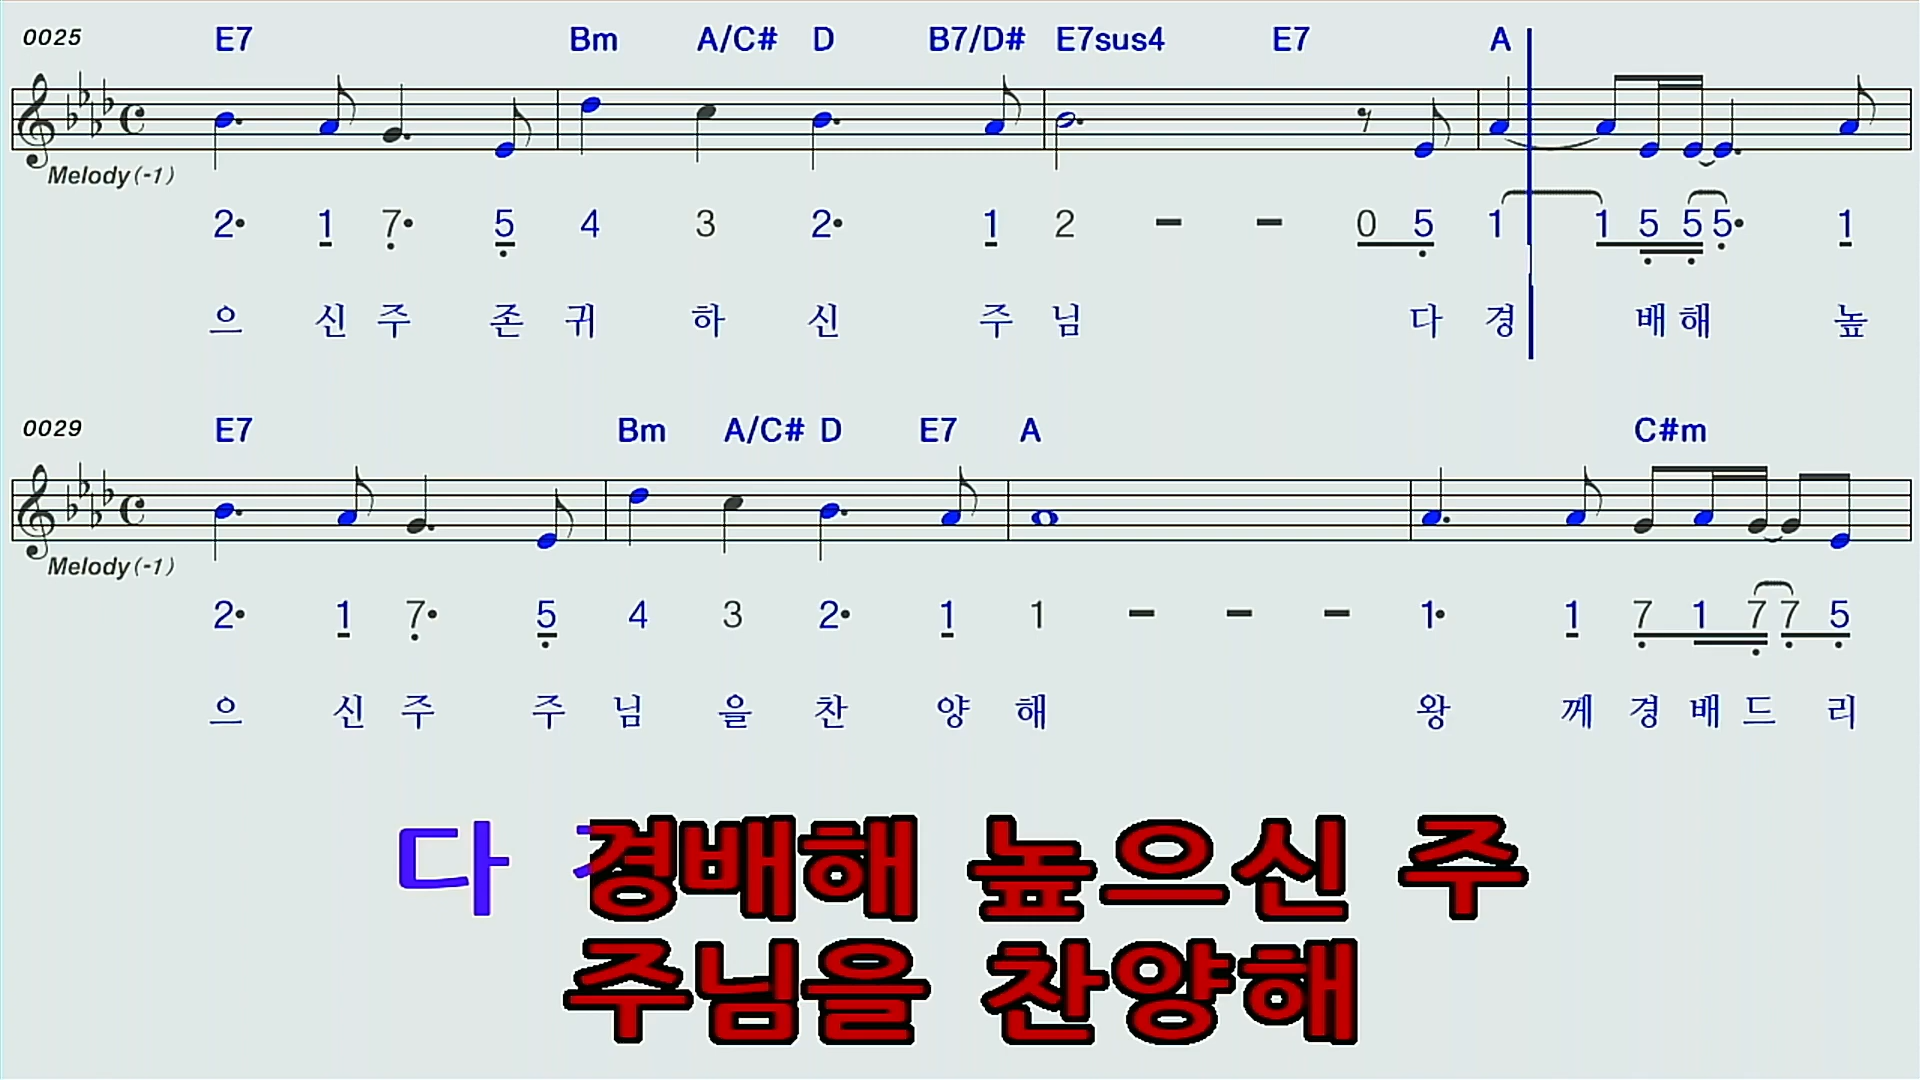 0025 E7 Bm A/C# D B7/D# E7sus4 E7 A
Melody(-1)
2· 1 7· 5 4 3 2· 1 2 - - 0 5 1 1 5 5 5· 1
으 신 주 존 귀 하 신 주 님 다 경 배 해 높
0029 E7 Bm A/C# D E7 A C#m
Melody(-1)
2· 1 7· 5 4 3 2· 1 1 - - - 1· 1 7 1 7 7 5
으 신 주 주 님 을 찬 양 해 왕 께 경 배 드 리
다 경배해 높으신 주
주님을 찬양해